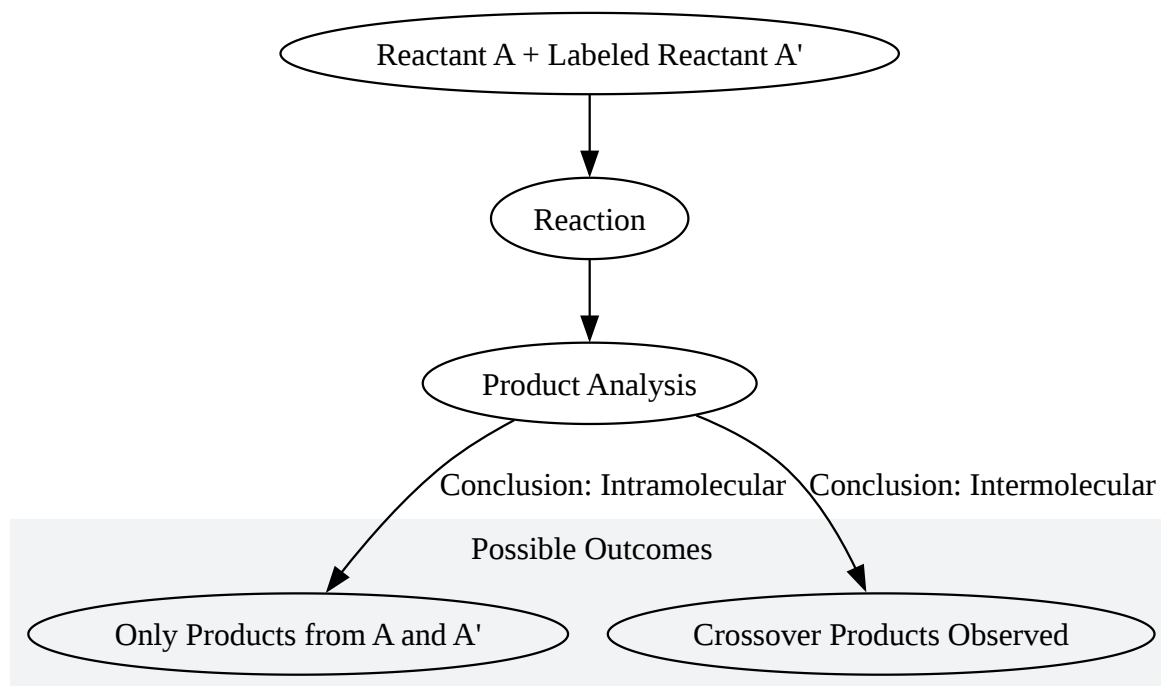 Reactant A + Labeled Reactant A'
Reaction
Product Analysis
Conclusion: Intramolecular
Conclusion: Intermolecular
Possible Outcomes
Only Products from A and A'
Crossover Products Observed